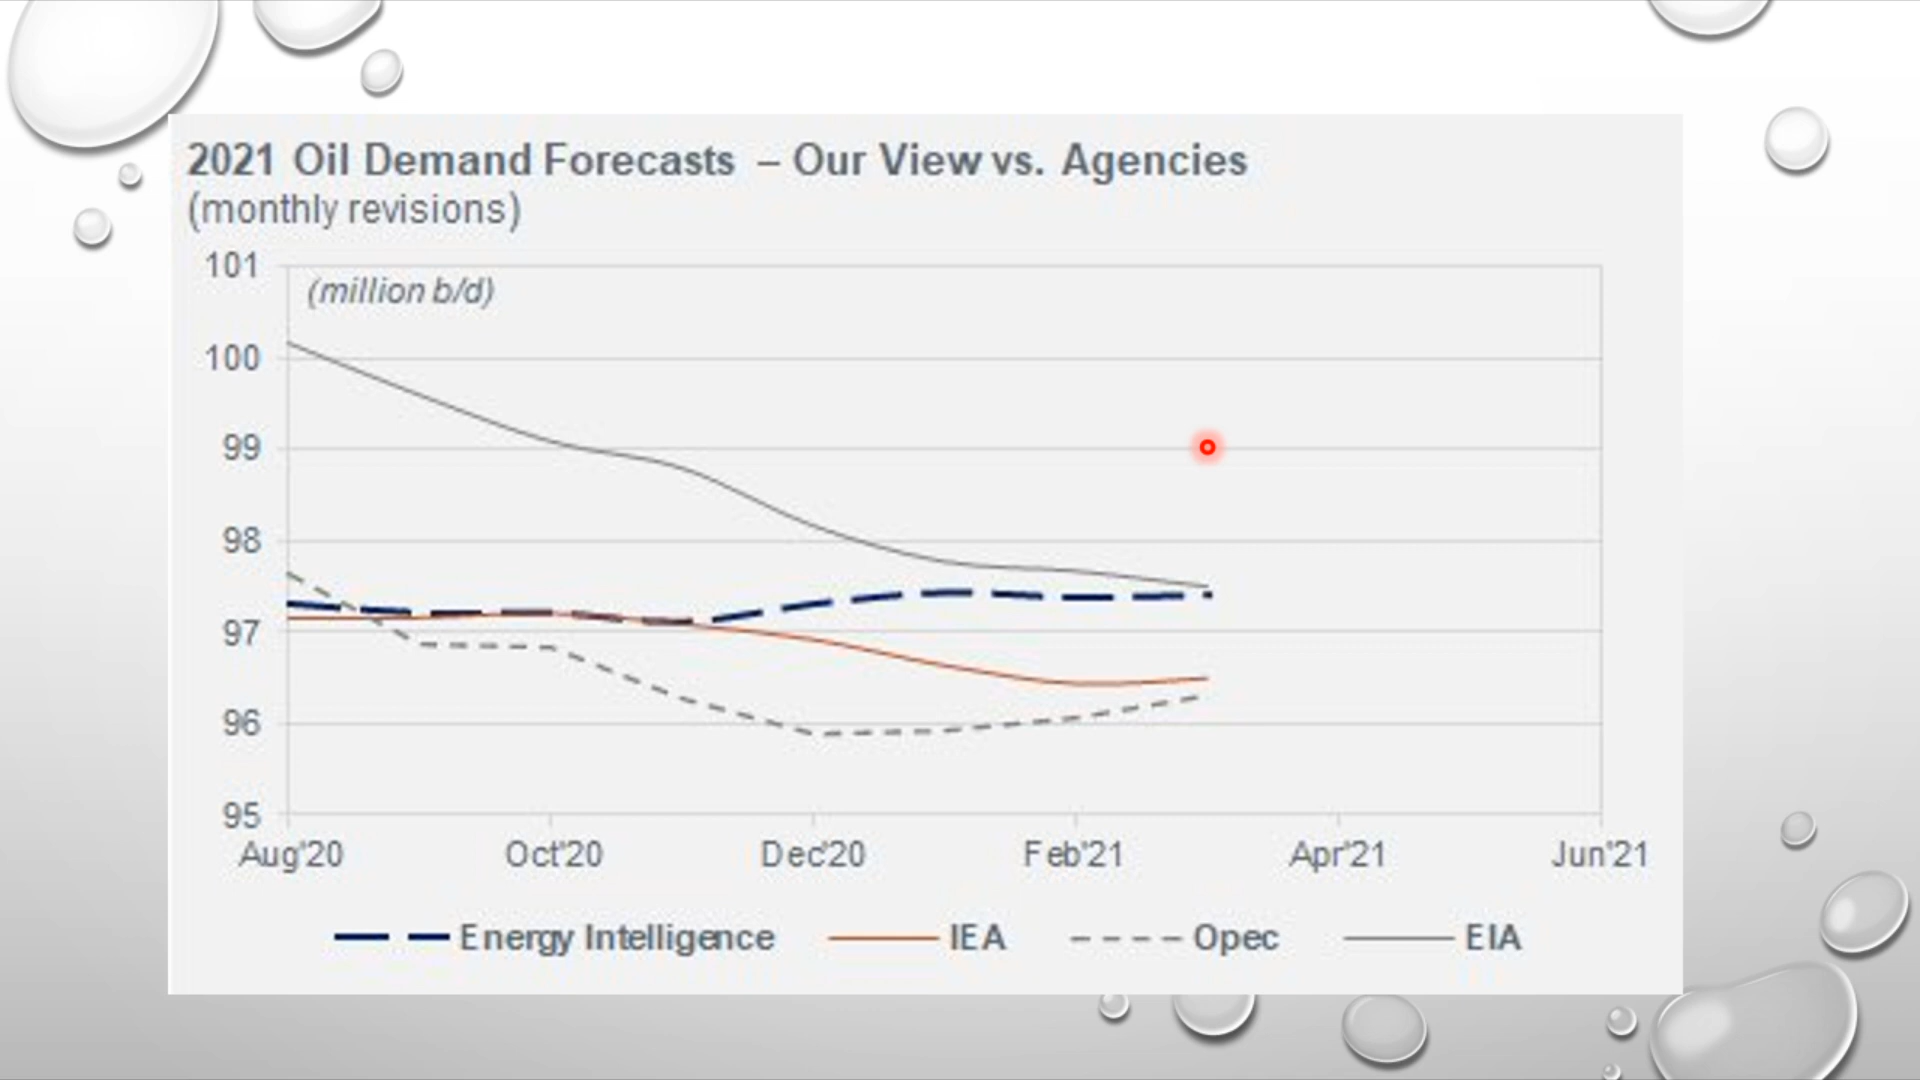 2021 Oil Demand Forecasts – Our View vs. Agencies
(monthly revisions)
(million b/d)
101
100
99
98
97
96
95
Aug'20 Oct'20 Dec'20 Feb'21 Apr'21 Jun'21
Energy Intelligence IEA Opec EIA